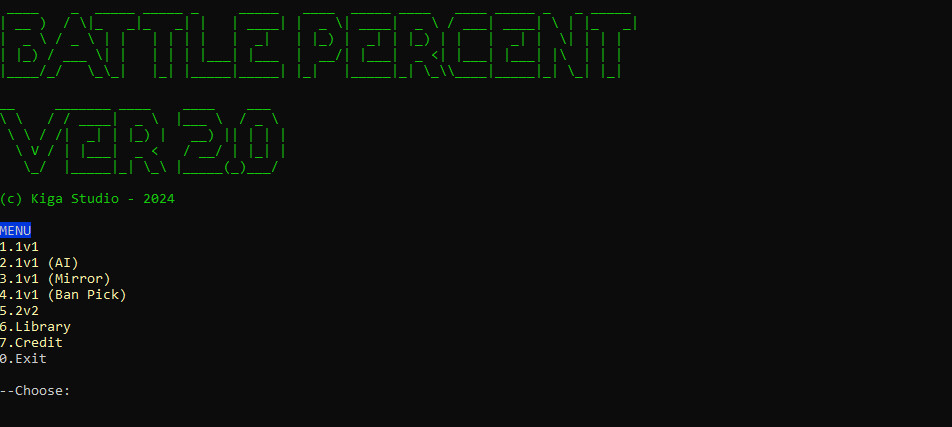 BATTLE PERCENT
VER 2.0
(c) Kiga Studio - 2024
MENU
1.1v1
2.1v1 (AI)
3.1v1 (Mirror)
4.1v1 (Ban Pick)
5.2v2
6.Library
7.Credit
0.Exit
--Choose: